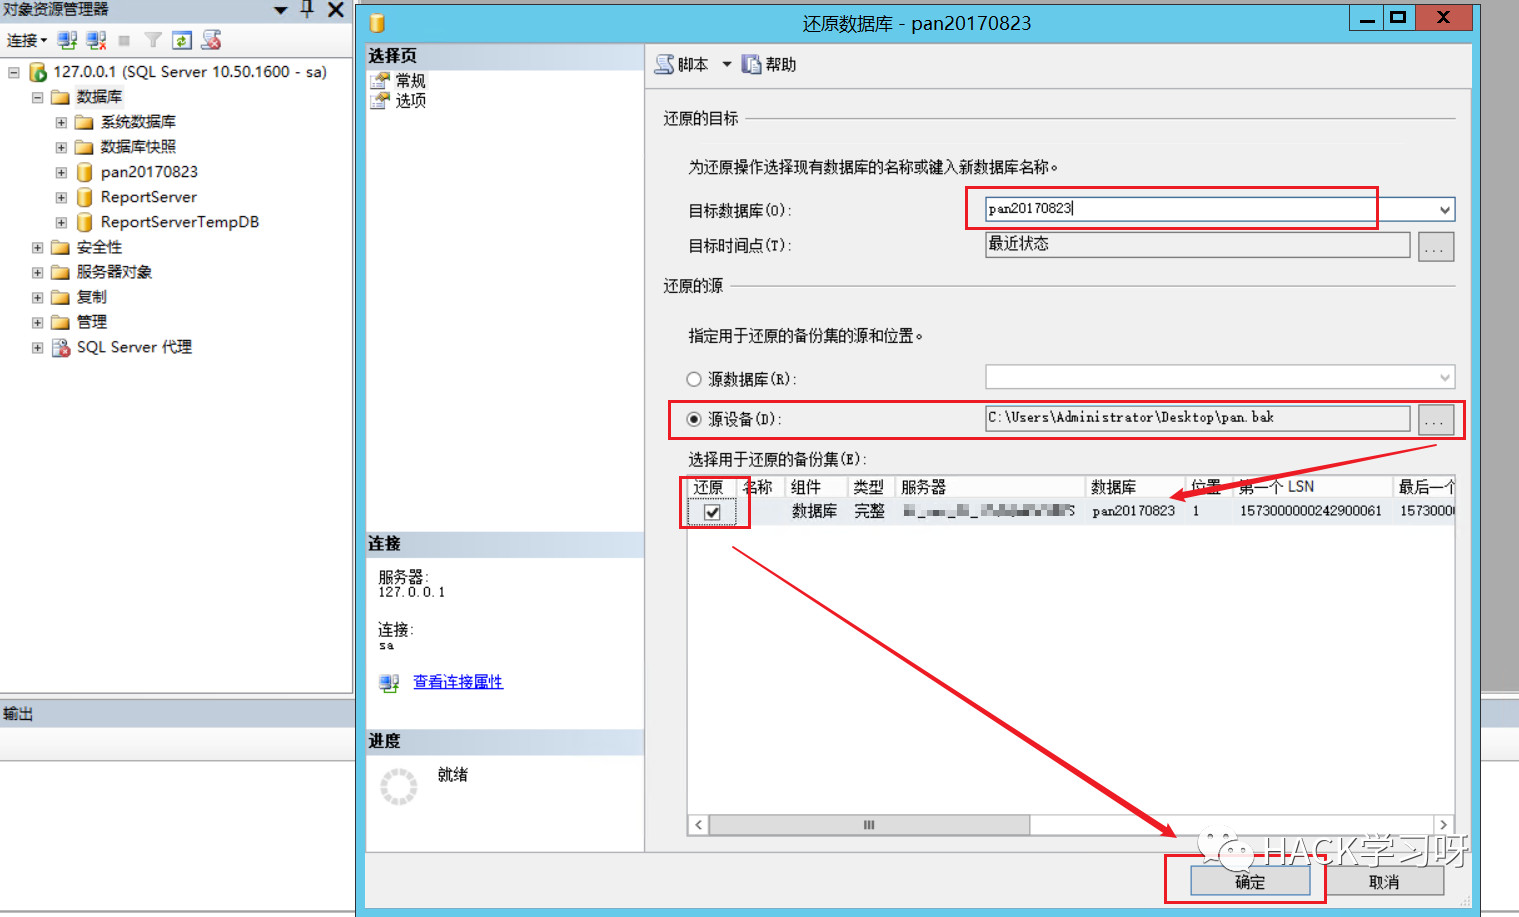 对象资源管理器
连接
127.0.0.1 (SQL Server 10.50.1600 - sa)
数据库
系统数据库
数据库快照
pan20170823
ReportServer
ReportServerTempDB
安全性
服务器对象
复制
管理
SQL Server 代理
输出
还原数据库 - pan20170823
选择页
常规
选项
连接
服务器:
127.0.0.1
连接:
sa
查看连接属性
进度
就绪
脚本 帮助
还原的目标
为还原操作选择现有数据库的名称或键入新数据库名称。
目标数据库(O): pan20170823
目标时间点(T): 最近状态 ...
还原的源
指定用于还原的备份集的源和位置。
源数据库(R):
源设备(D): C:\Users\Administrator\Desktop\pan.bak ...
选择用于还原的备份集(E):
还原 名称 组件 类型 服务器 数据库 位置 第一个 LSN 最后一个
数据库 完整 pan20170823 1 1573000000242900061
HACK学习呀
确定 取消